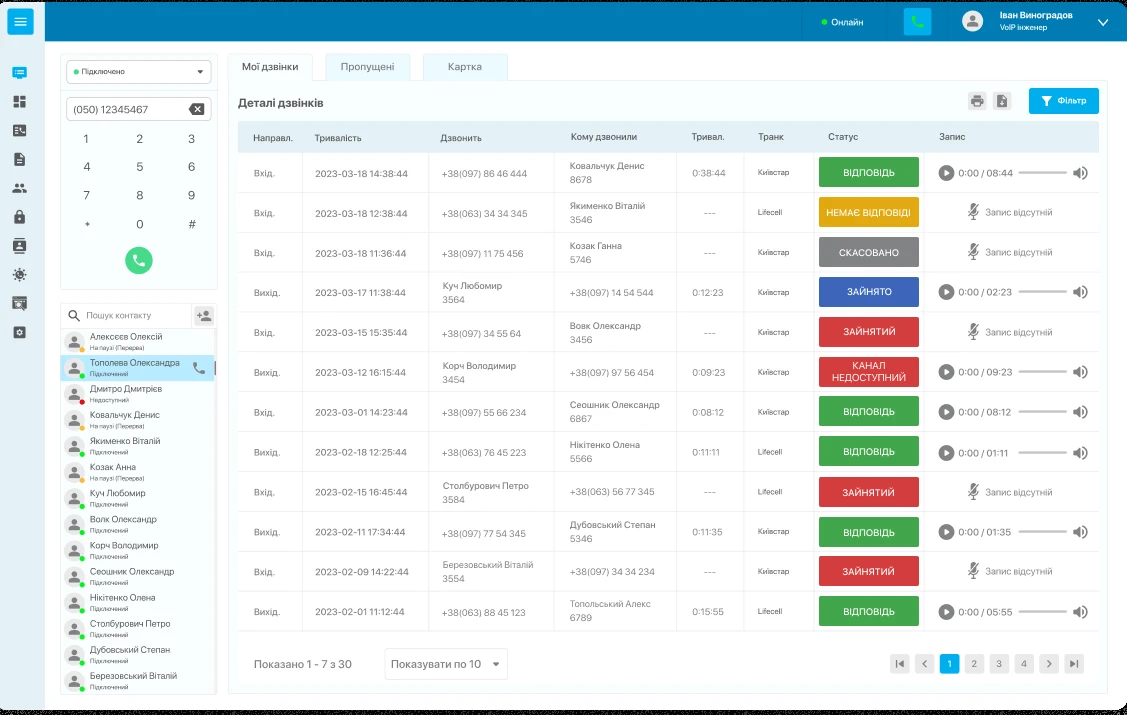 Онлайн
Іван Виноградов
VoIP інженер
Підключено
(050) 12345467
1 2 3
4 5 6
7 8 9
* 0 #
Пошук контакту
Алексєєв Олексій
На паузі (Перерва)
Тополева Олександра
Підключений
Дмитро Дмитрієв
Недоступний
Ковальчук Денис
На паузі (Перерва)
Якименко Віталій
Підключений
Козак Анна
На паузі (Перерва)
Куч Любомир
Підключений
Волк Олександр
Підключений
Корч Володимир
Підключений
Сеошник Олександр
Підключений
Нікітенко Олена
Підключений
Столбурович Петро
Підключений
Дубовський Степан
Підключений
Березовський Віталій
Підключений
Мої дзвінки Пропущені Картка
Деталі дзвінків
Фільтр
Направл. Тривалість Дзвонить Кому дзвонили Тривал. Транк Статус Запис
Вхід. 2023-03-18 14:38:44 +38(097) 86 46 444 Ковальчук Денис 8678 0:38:44 Київстар ВІДПОВІДЬ 0:00 / 08:44
Вхід. 2023-03-18 12:38:44 +38(063) 34 34 345 Якименко Віталій 3546 --- Lifecell НЕМАЄ ВІДПОВІДІ Запис відсутній
Вхід. 2023-03-18 11:36:44 +38(097) 11 75 456 Козак Ганна 5746 --- Київстар СКАСОВАНО Запис відсутній
Вихід. 2023-03-17 11:38:44 Куч Любомир 3564 +38(097) 14 54 544 0:12:23 Київстар ЗАЙНЯТО 0:00 / 02:23
Вхід. 2023-03-15 15:35:44 +38(097) 34 55 64 Вовк Олександр 3456 --- Київстар ЗАЙНЯТИЙ Запис відсутній
Вихід. 2023-03-12 16:15:44 Корч Володимир 3454 +38(097) 97 56 454 0:09:23 Київстар КАНАЛ НЕДОСТУПНИЙ 0:00 / 09:23
Вихід. 2023-03-01 14:23:44 +38(097) 55 66 234 Сеошник Олександр 6867 0:08:12 Київстар ВІДПОВІДЬ 0:00 / 08:12
Вихід. 2023-02-18 12:25:44 +38(063) 76 45 223 Нікітенко Олена 5566 0:11:11 Lifecell ВІДПОВІДЬ 0:00 / 01:11
Вхід. 2023-02-15 16:45:44 Столбурович Петро 3584 +38(063) 56 77 345 --- Lifecell ЗАЙНЯТИЙ Запис відсутній
Вихід. 2023-02-11 17:34:44 +38(097) 77 54 345 Дубовський Степан 5346 0:11:35 Київстар ВІДПОВІДЬ 0:00 / 01:35
Вхід. 2023-02-09 14:22:44 Березовський Віталій 3554 +38(097) 34 34 234 --- Київстар ЗАЙНЯТИЙ Запис відсутній
Вихід. 2023-02-01 11:12:44 +38(063) 88 45 123 Топольський Алекс 6789 0:15:55 Lifecell ВІДПОВІДЬ 0:00 / 05:55
Показано 1 - 7 з 30 Показувати по 10 1 2 3 4